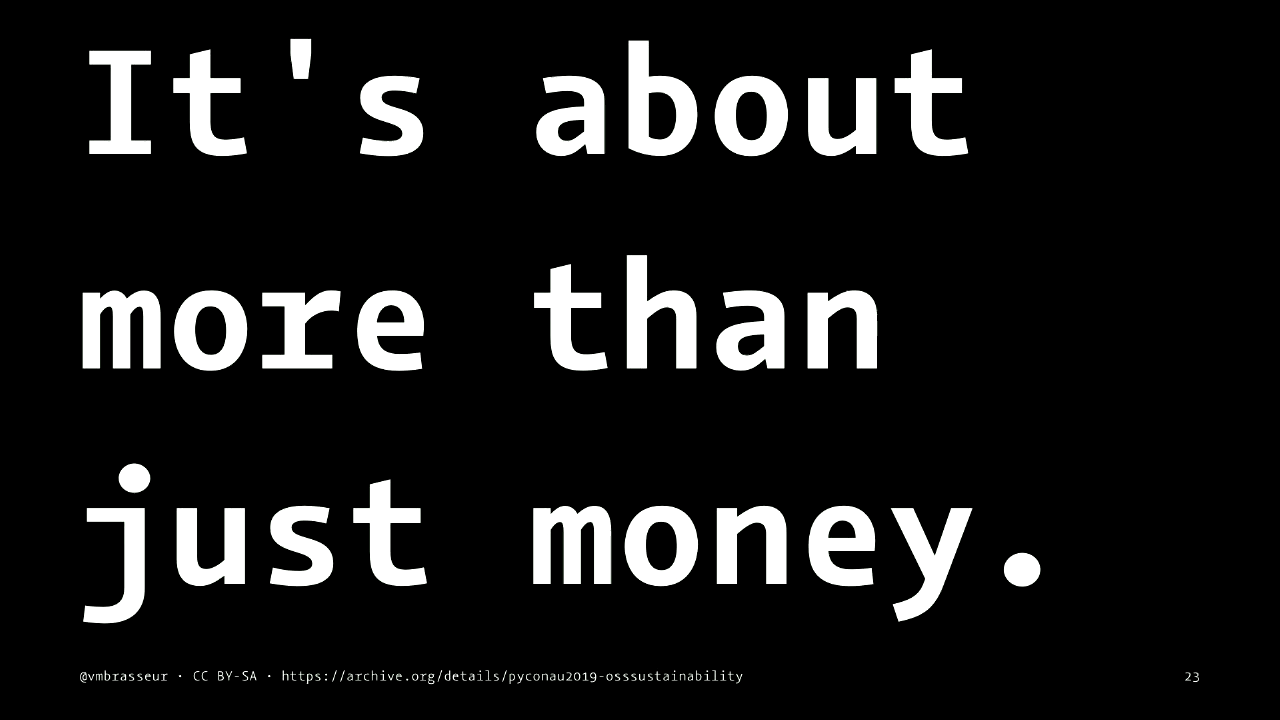 It's about
more than
just money.
@vmbrasseur · CC BY-SA · https://archive.org/details/pyconau2019-osssustainability
23